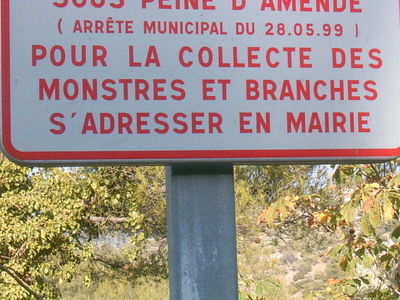 SOUS PEINE D'AMENDE
( ARRÊTE MUNICIPAL DU 28.05.99 )
POUR LA COLLECTE DES
MONSTRES ET BRANCHES
S'ADRESSER EN MAIRIE